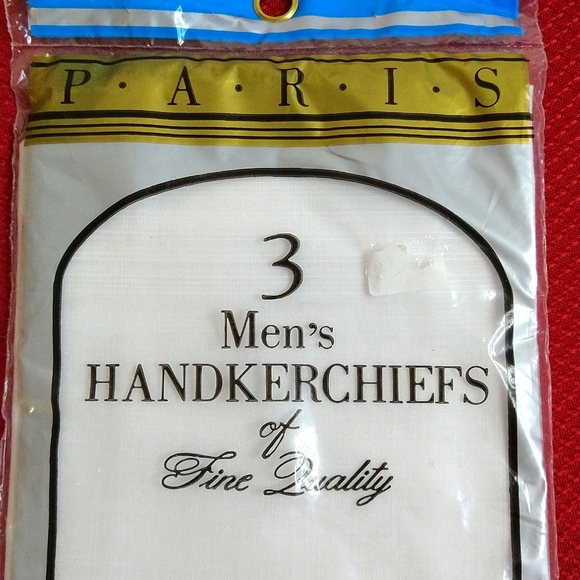 P·A·R·I·S
3
Men's
HANDKERCHIEFS
of
Fine Quality